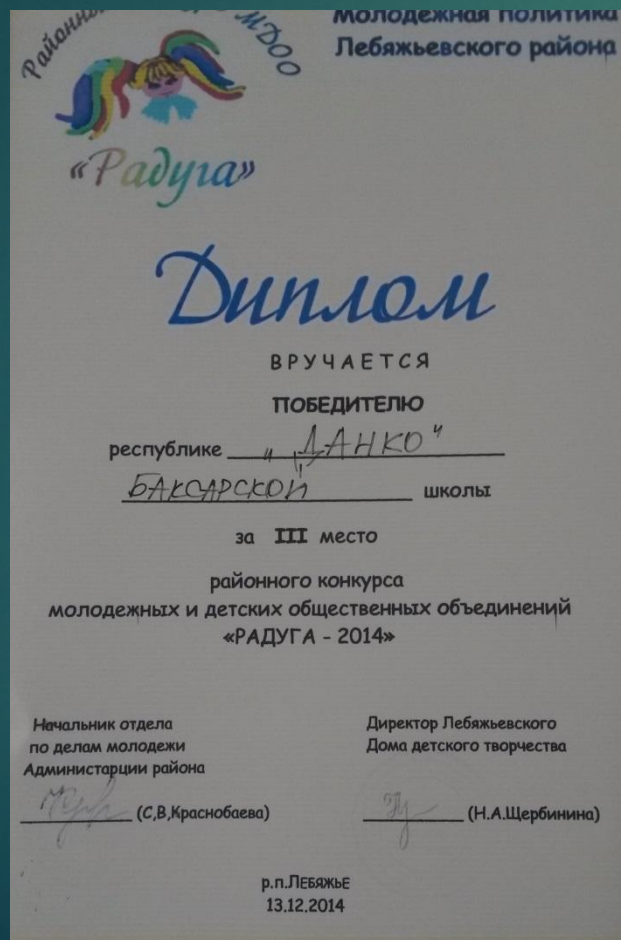 Районный МДОО
Молодежная политика
Лебяжьевского района
«Радуга»
Диплом
ВРУЧАЕТСЯ
ПОБЕДИТЕЛЮ
республике "ДАНКО"
БАКСАРСКОЙ школы
за III место
районного конкурса
молодежных и детских общественных объединений
«РАДУГА - 2014»
Начальник отдела
по делам молодежи
Администарции района
(С,В,Краснобаева)
Директор Лебяжьевского
Дома детского творчества
(Н.А.Щербинина)
р.п.ЛЕБЯЖЬЕ
13.12.2014